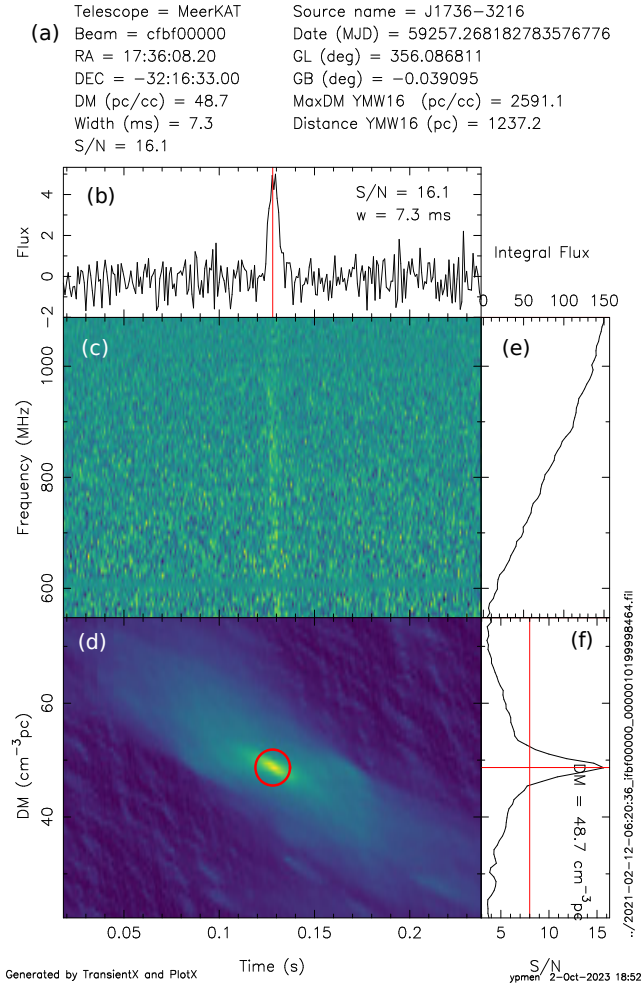 (a)
Telescope = MeerKAT
Source name = J1736−3216
Beam = cfbf00000
Date (MJD) = 59257.268182783576776
RA = 17:36:08.20
GL (deg) = 356.086811
DEC = −32:16:33.00
GB (deg) = −0.039095
DM (pc/cc) = 48.7
MaxDM YMW16 (pc/cc) = 2591.1
Width (ms) = 7.3
Distance YMW16 (pc) = 1237.2
S/N = 16.1
(b)
S/N = 16.1
w = 7.3 ms
Flux
4
2
0
−2
Integral Flux
0 50 100 150
(c)
Frequency (MHz)
1000
800
600
(e)
(d)
DM (cm−3pc)
60
40
0.05 0.1 0.15 0.2
Time (s)
(f)
DM = 48.7 cm−3pc
5 10 15
S/N
../2021-02-12-06:20:36_ifbf00000_0000010199998464.fil
Generated by TransientX and PlotX
ypmen 2-Oct-2023 18:52